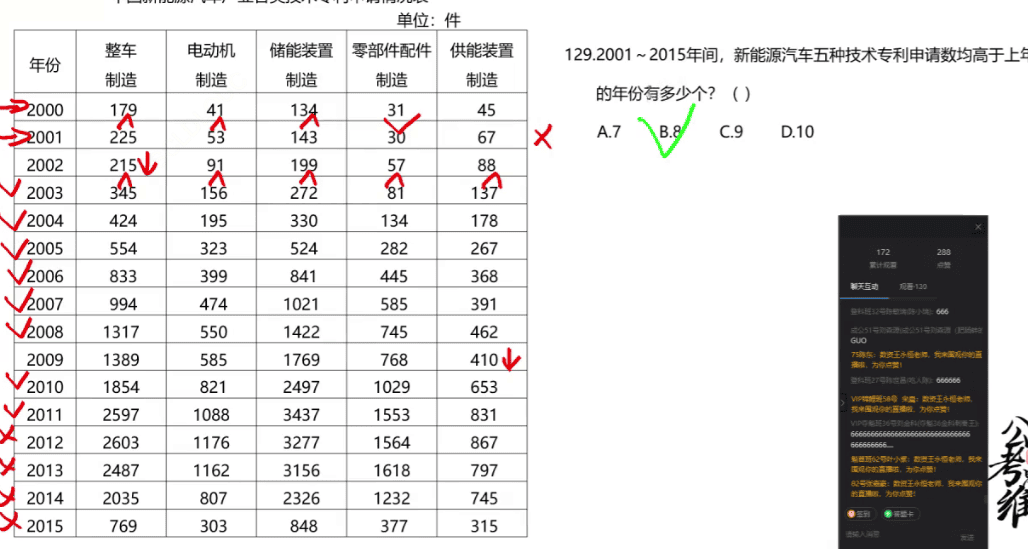 单位：件
年份 整车制造 电动机制造 储能装置制造 零部件配件制造 供能装置制造
2000 179 41 134 31 45
2001 225 53 143 30 67
2002 215 91 199 57 88
2003 345 156 272 81 137
2004 424 195 330 134 178
2005 554 323 524 282 267
2006 833 399 841 445 368
2007 994 474 1021 585 391
2008 1317 550 1422 745 462
2009 1389 585 1769 768 410
2010 1854 821 2497 1029 653
2011 2597 1088 3437 1553 831
2012 2603 1176 3277 1564 867
2013 2487 1162 3156 1618 797
2014 2035 807 2326 1232 745
2015 769 303 848 377 315
129.2001～2015年间，新能源汽车五种技术专利申请数均高于上年
的年份有多少个？（ ）
A.7 B.8 C.9 D.10
172 288
累计观看 点赞
聊天互动 观看·130
666
GUO
666666
签到 答题卡
请输入消息 发送
公考